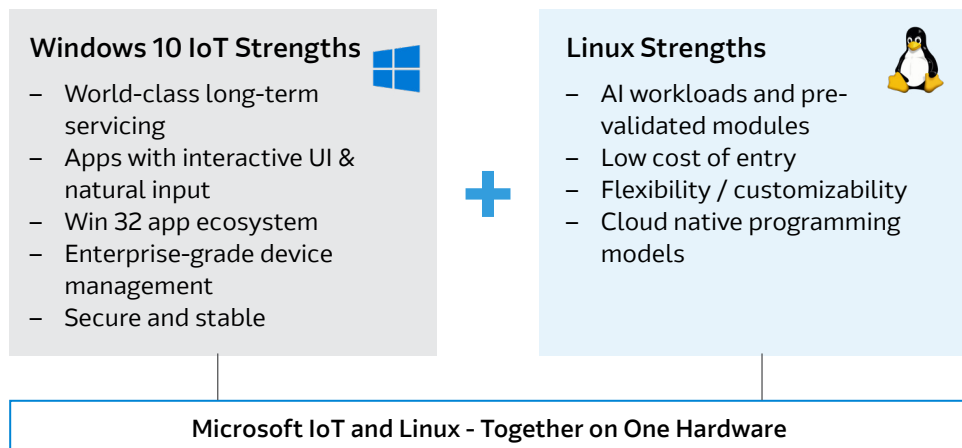 Windows 10 IoT Strengths
– World-class long-term
servicing
– Apps with interactive UI &
natural input
– Win 32 app ecosystem
– Enterprise-grade device
management
– Secure and stable
Linux Strengths
– AI workloads and pre-
validated modules
– Low cost of entry
– Flexibility / customizability
– Cloud native programming
models
Microsoft IoT and Linux - Together on One Hardware